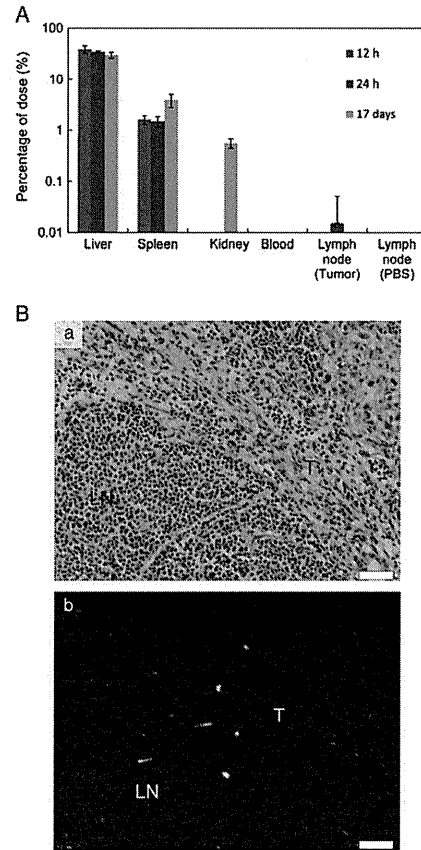 A
Percentage of dose (%)
100
10
1
0.1
0.01
12 h
24 h
17 days
Liver
Spleen
Kidney
Blood
Lymph node (Tumor)
Lymph node (PBS)
B
a
LN
T
b
LN
T